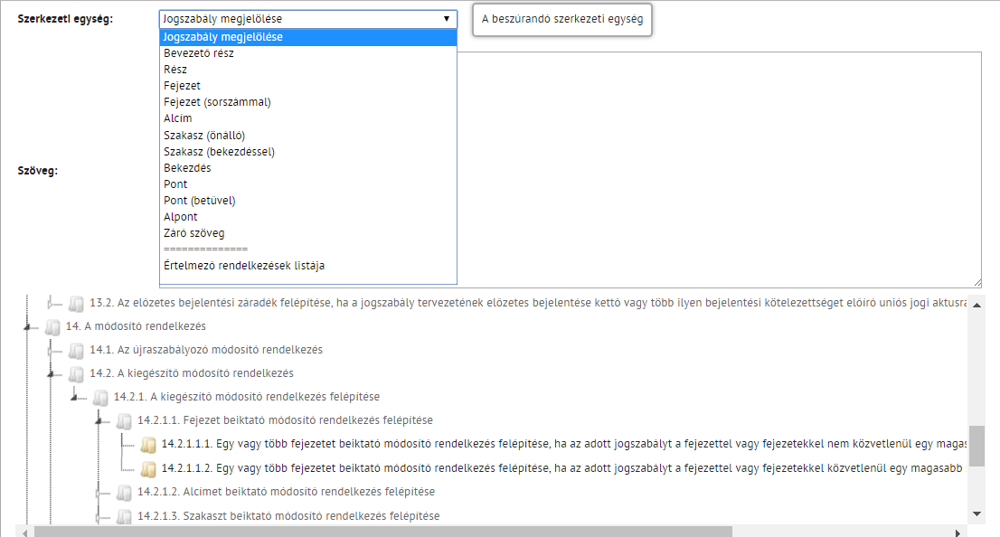 Szerkezeti egység:
Jogszabály megjelölése
A beszúrandó szerkezeti egység
Jogszabály megjelölése
Bevezető rész
Rész
Fejezet
Fejezet (sorszámmal)
Alcím
Szakasz (önálló)
Szakasz (bekezdéssel)
Szöveg:
Bekezdés
Pont
Pont (betűvel)
Alpont
Záró szöveg
==============
Értelmező rendelkezések listája
13.2. Az előzetes bejelentési záradék felépítése, ha a jogszabály tervezetének előzetes bejelentése kettő vagy több ilyen bejelentési kötelezettséget előíró uniós jogi aktusra
14. A módosító rendelkezés
14.1. Az újraszabályozó módosító rendelkezés
14.2. A kiegészítő módosító rendelkezés
14.2.1. A kiegészítő módosító rendelkezés felépítése
14.2.1.1. Fejezet beiktató módosító rendelkezés felépítése
14.2.1.1.1. Egy vagy több fejezetet beiktató módosító rendelkezés felépítése, ha az adott jogszabályt a fejezettel vagy fejezetekkel nem közvetlenül egy magas
14.2.1.1.2. Egy vagy több fejezetet beiktató módosító rendelkezés felépítése, ha az adott jogszabályt a fejezettel vagy fejezetekkel közvetlenül egy magasabb
14.2.1.2. Alcímet beiktató módosító rendelkezés felépítése
14.2.1.3. Szakaszt beiktató módosító rendelkezés felépítése